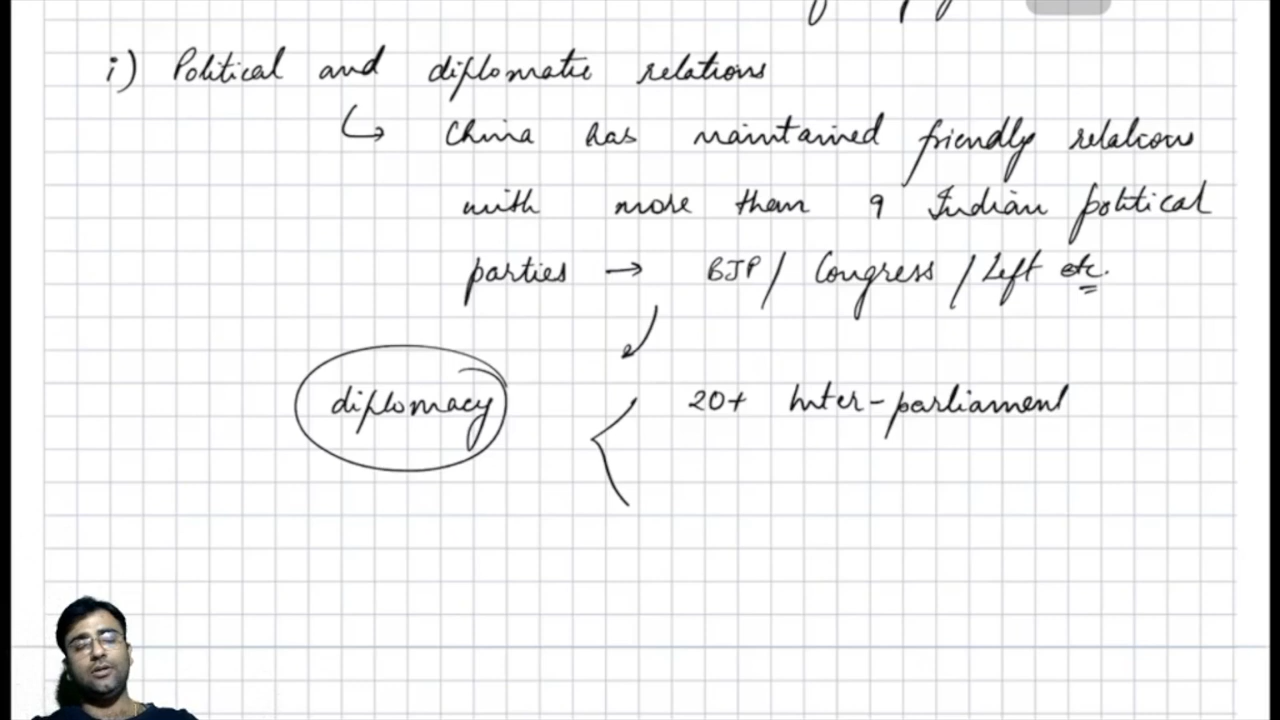 i) Political and diplomatic relations
↳ China has maintained friendly relations
with more than 9 Indian political
parties → BJP / Congress / Left etc.
diplomacy
20+ Inter-parliament